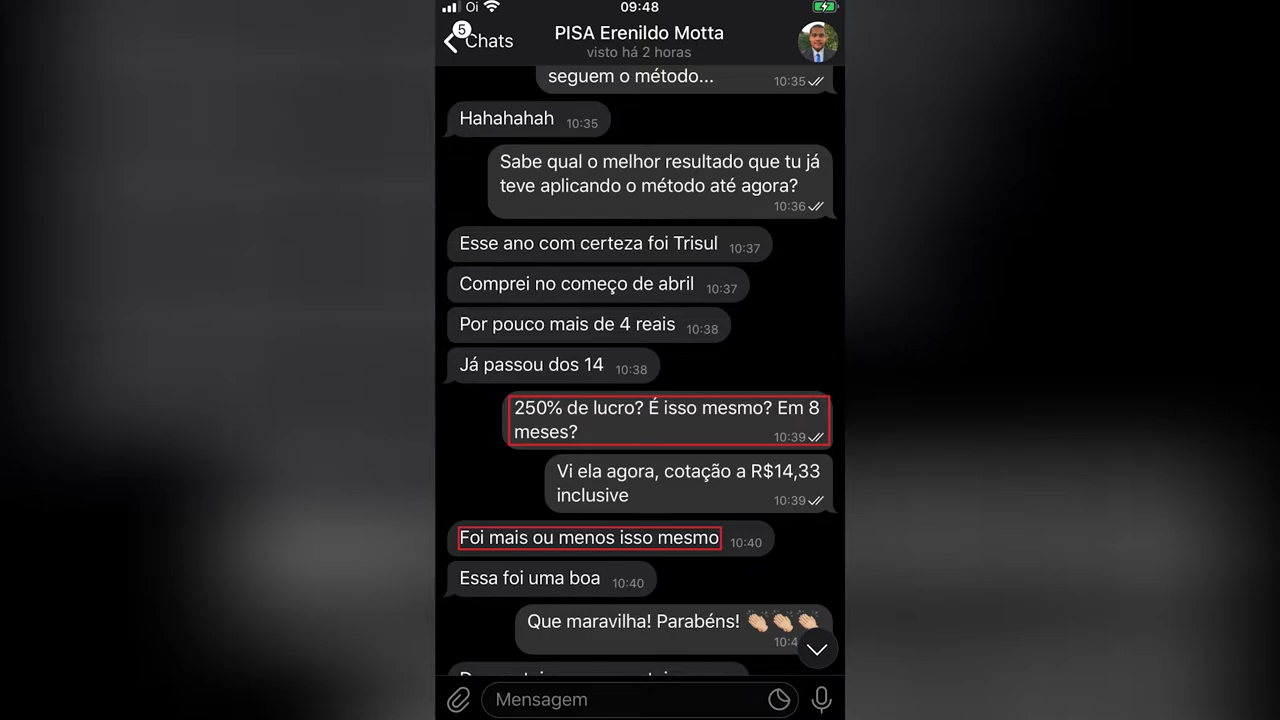 Oi
09:48
5
Chats
PISA Erenildo Motta
visto há 2 horas
seguem o método...
10:35
Hahahahah
10:35
Sabe qual o melhor resultado que tu já
teve aplicando o método até agora?
10:36
Esse ano com certeza foi Trisul
10:37
Comprei no começo de abril
10:37
Por pouco mais de 4 reais
10:38
Já passou dos 14
10:38
250% de lucro? É isso mesmo? Em 8
meses?
10:39
Vi ela agora, cotação a R$14,33
inclusive
10:39
Foi mais ou menos isso mesmo
10:40
Essa foi uma boa
10:40
Que maravilha! Parabéns! 👏🏼👏🏼👏🏼
Mensagem